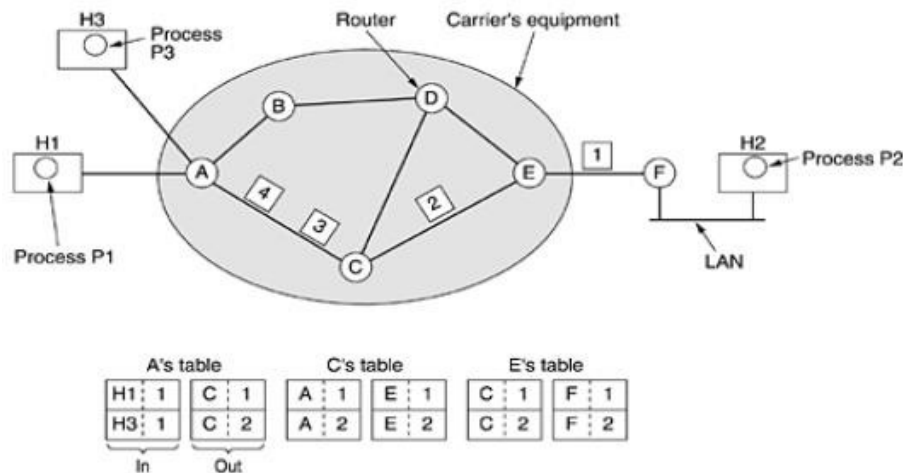 H3
Process
P3
Router
Carrier's equipment
B
D
H1
A
4
3
C
2
E
1
F
H2
Process P2
Process P1
LAN
A's table
C's table
E's table
H1 1 C 1 A 1 E 1 C 1 F 1
H3 1 C 2 A 2 E 2 C 2 F 2
In Out